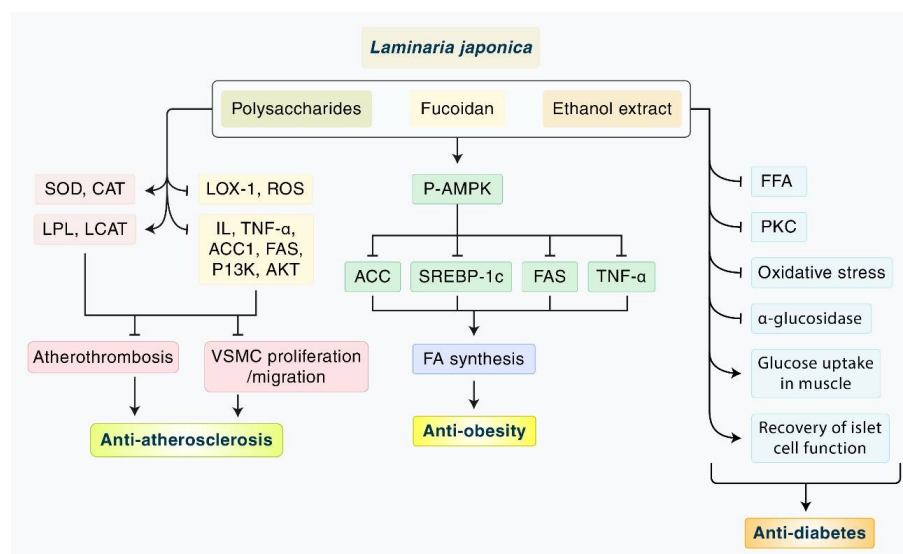 Laminaria japonica
Polysaccharides
Fucoidan
Ethanol extract
SOD, CAT
LOX-1, ROS
LPL, LCAT
IL, TNF-α,
ACC1, FAS,
P13K, AKT
Atherothrombosis
VSMC proliferation
/migration
Anti-atherosclerosis
P-AMPK
ACC
SREBP-1c
FAS
TNF-α
FA synthesis
Anti-obesity
FFA
PKC
Oxidative stress
α-glucosidase
Glucose uptake
in muscle
Recovery of islet
cell function
Anti-diabetes